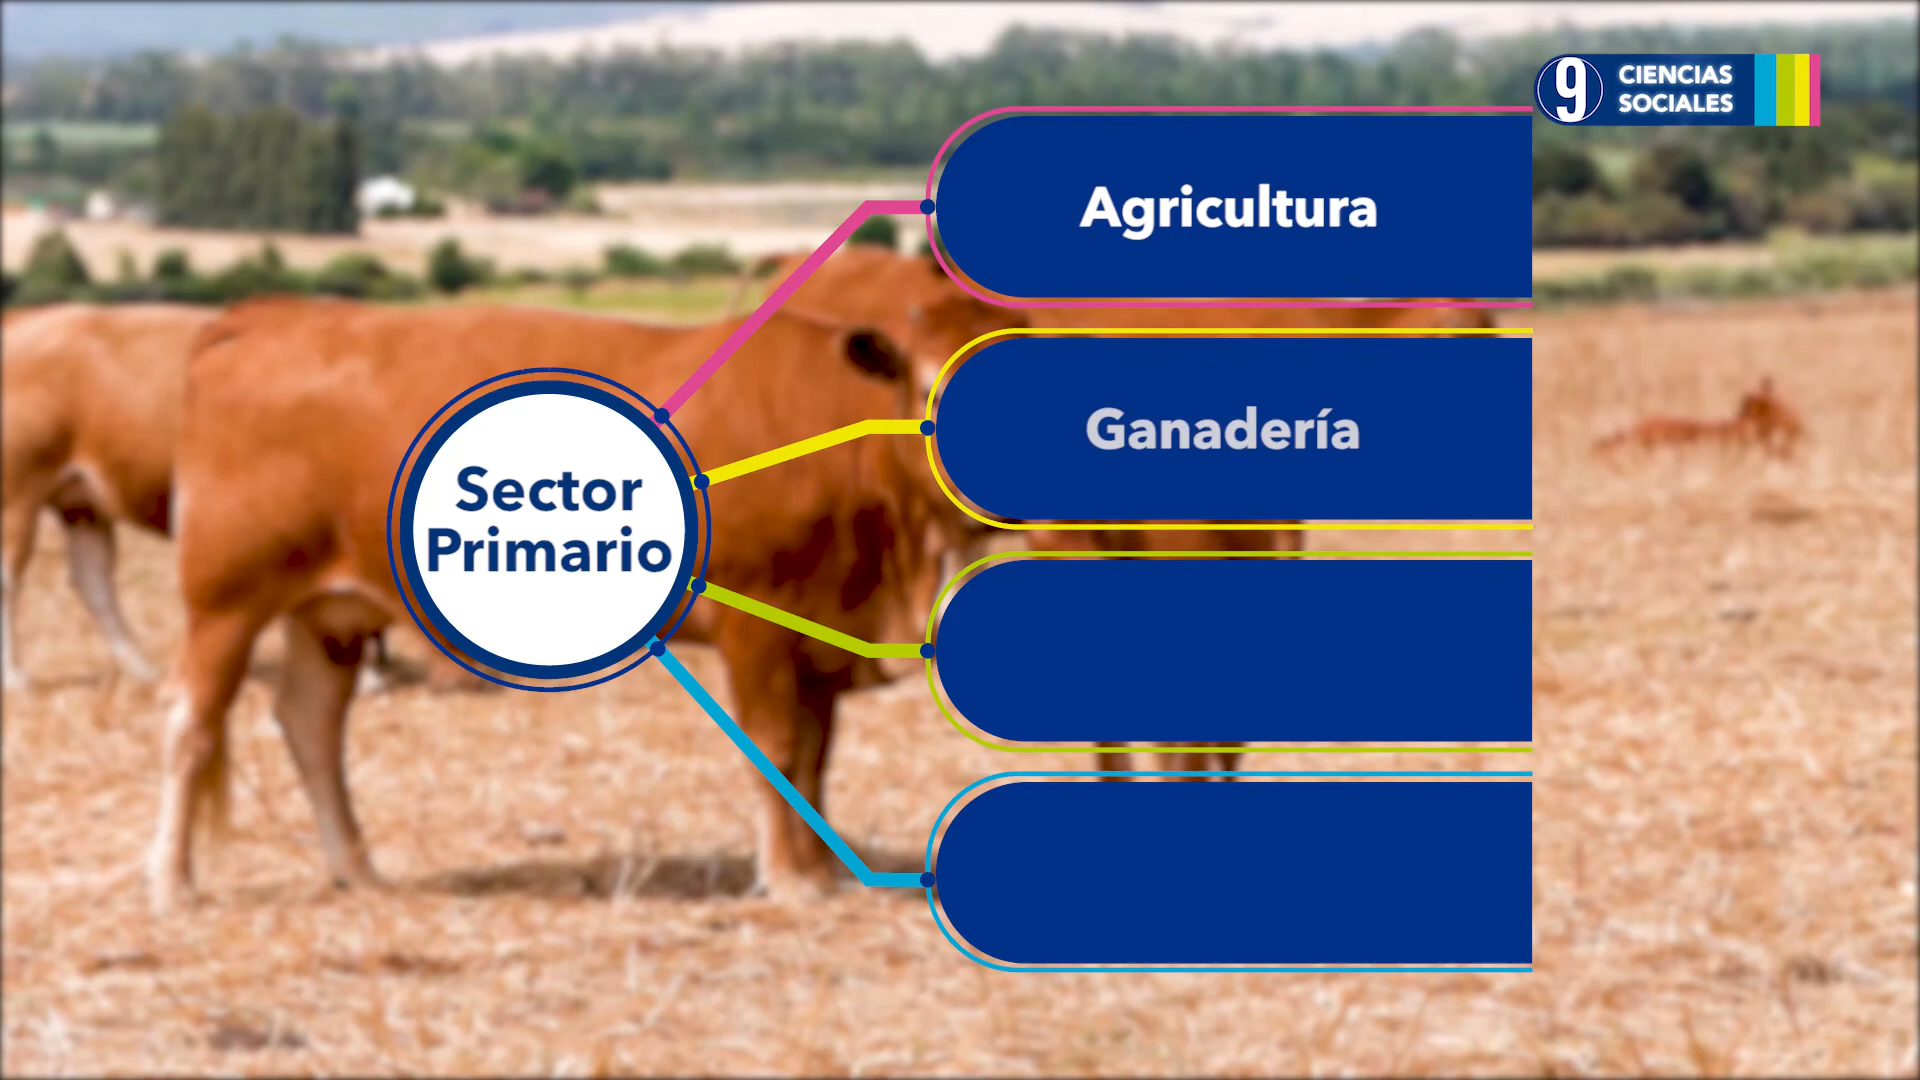 9
CIENCIAS
SOCIALES
Agricultura
Ganadería
Sector
Primario